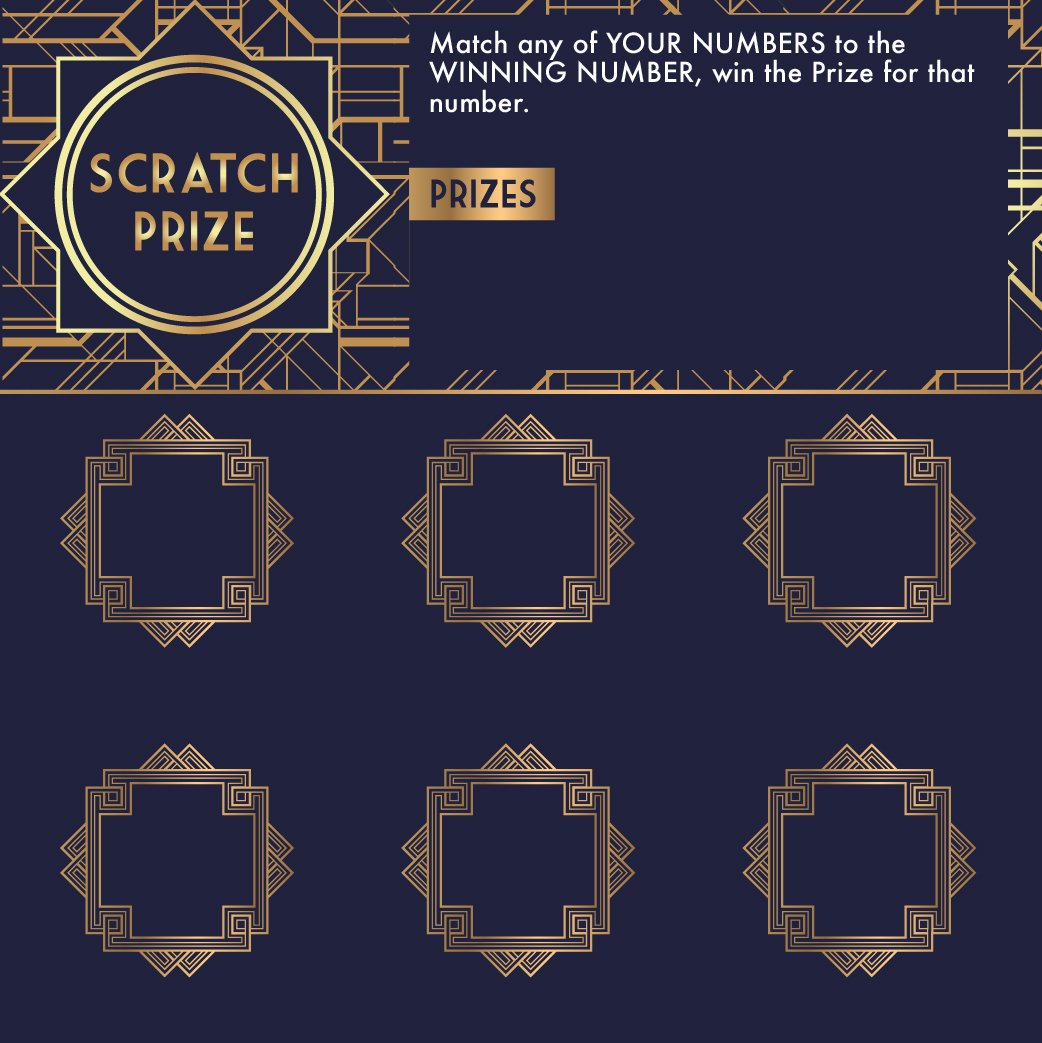 SCRATCH
PRIZE
Match any of YOUR NUMBERS to the
WINNING NUMBER, win the Prize for that
number.
PRIZES